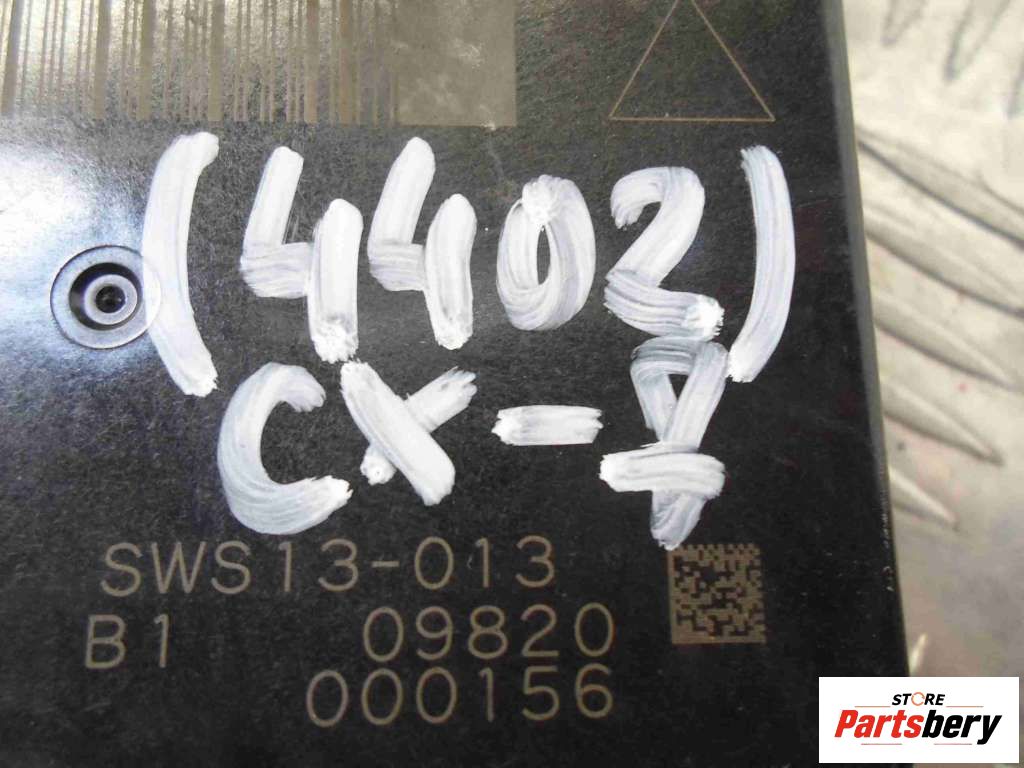 (4402)
CX-7
SWS13-013
B1 09820
000156
STORE
Partsbery